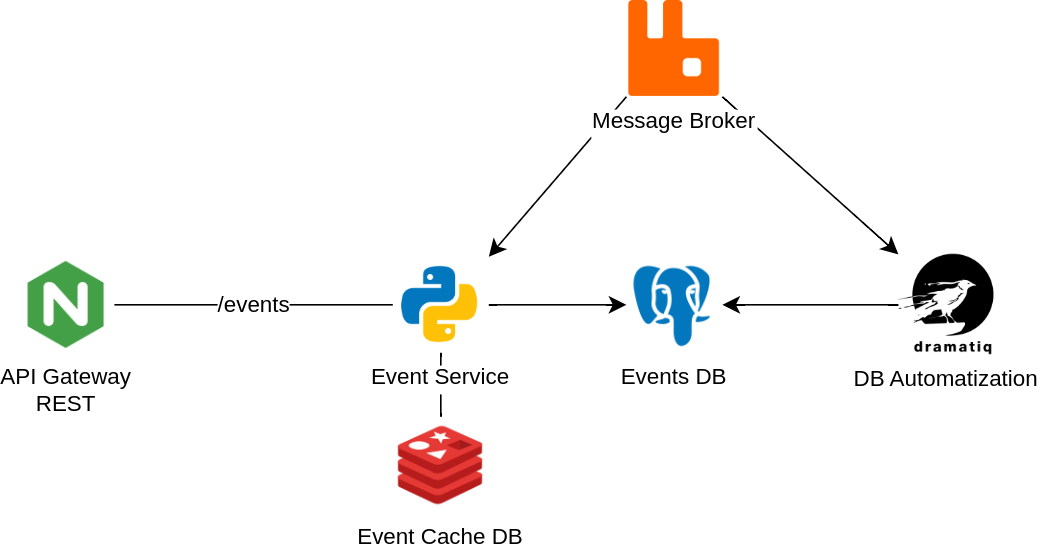 Message Broker
/events
dramatiq
API Gateway
REST
Event Service
Events DB
DB Automatization
Event Cache DB